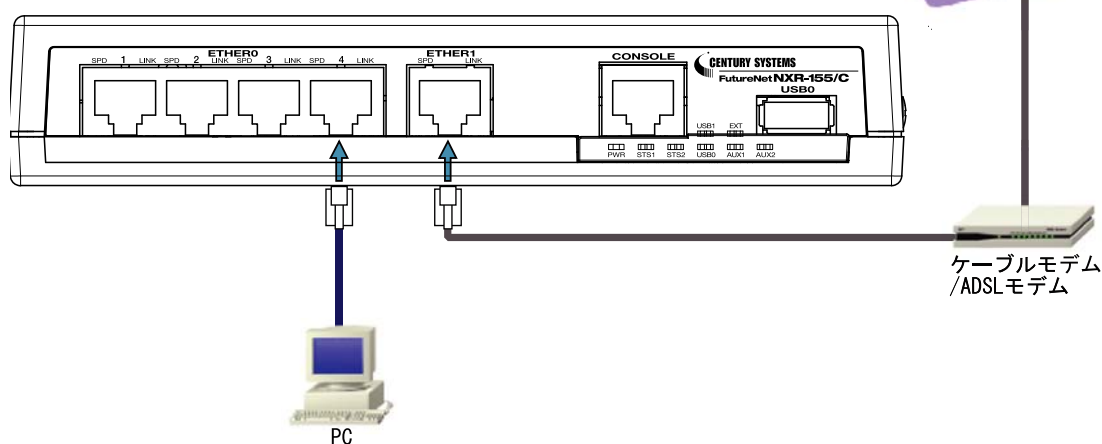 ETHER0
SPD 1 LINK SPD 2 LINK SPD 3 LINK SPD 4 LINK
ETHER1
SPD LINK
CONSOLE
CENTURY SYSTEMS
FutureNet NXR-155/C
USB0
USB1 EXT
PWR STS1 STS2 USB0 AUX1 AUX2
ケーブルモデム
/ADSLモデム
PC